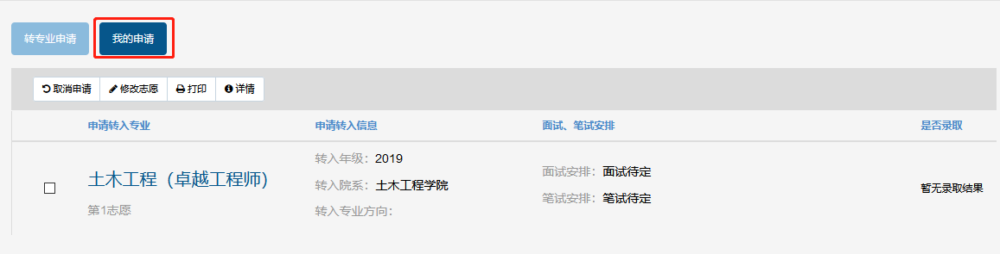 转专业申请 我的申请
取消申请 修改志愿 打印 详情
申请转入专业 申请转入信息 面试、笔试安排 是否录取
土木工程（卓越工程师）
第1志愿
转入年级：2019
转入院系：土木工程学院
转入专业方向：
面试安排：面试待定
笔试安排：笔试待定
暂无录取结果